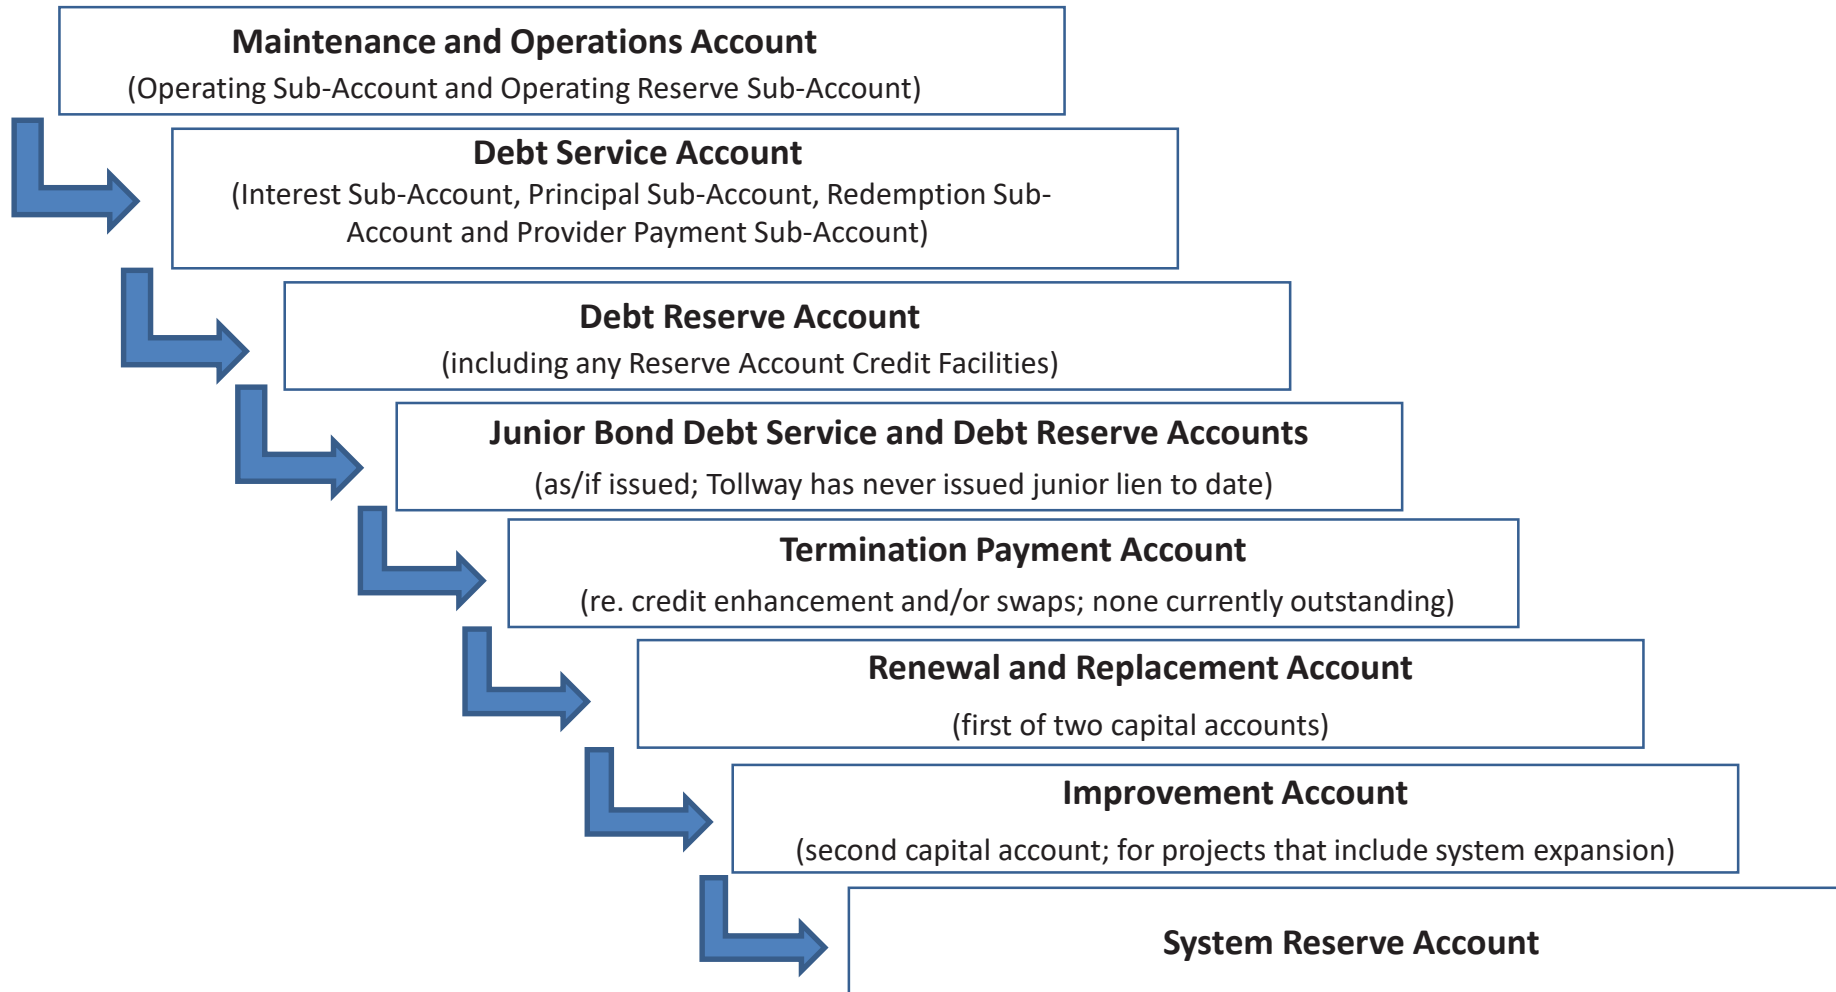 Maintenance and Operations Account
(Operating Sub-Account and Operating Reserve Sub-Account)
Debt Service Account
(Interest Sub-Account, Principal Sub-Account, Redemption Sub-
Account and Provider Payment Sub-Account)
Debt Reserve Account
(including any Reserve Account Credit Facilities)
Junior Bond Debt Service and Debt Reserve Accounts
(as/if issued; Tollway has never issued junior lien to date)
Termination Payment Account
(re. credit enhancement and/or swaps; none currently outstanding)
Renewal and Replacement Account
(first of two capital accounts)
Improvement Account
(second capital account; for projects that include system expansion)
System Reserve Account